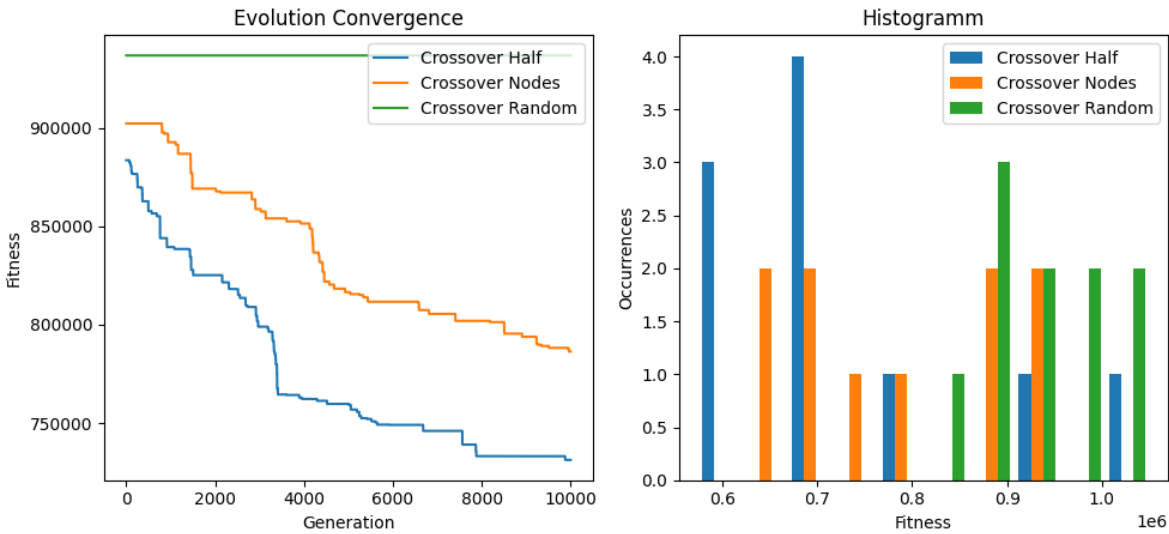 Evolution Convergence
Crossover Half
Crossover Nodes
Crossover Random
900000
850000
800000
750000
Fitness
0
2000
4000
6000
8000
10000
Generation
Histogramm
Crossover Half
Crossover Nodes
Crossover Random
4.0
3.5
3.0
2.5
2.0
1.5
1.0
0.5
0.0
Occurrences
0.6
0.7
0.8
0.9
1.0
1e6
Fitness